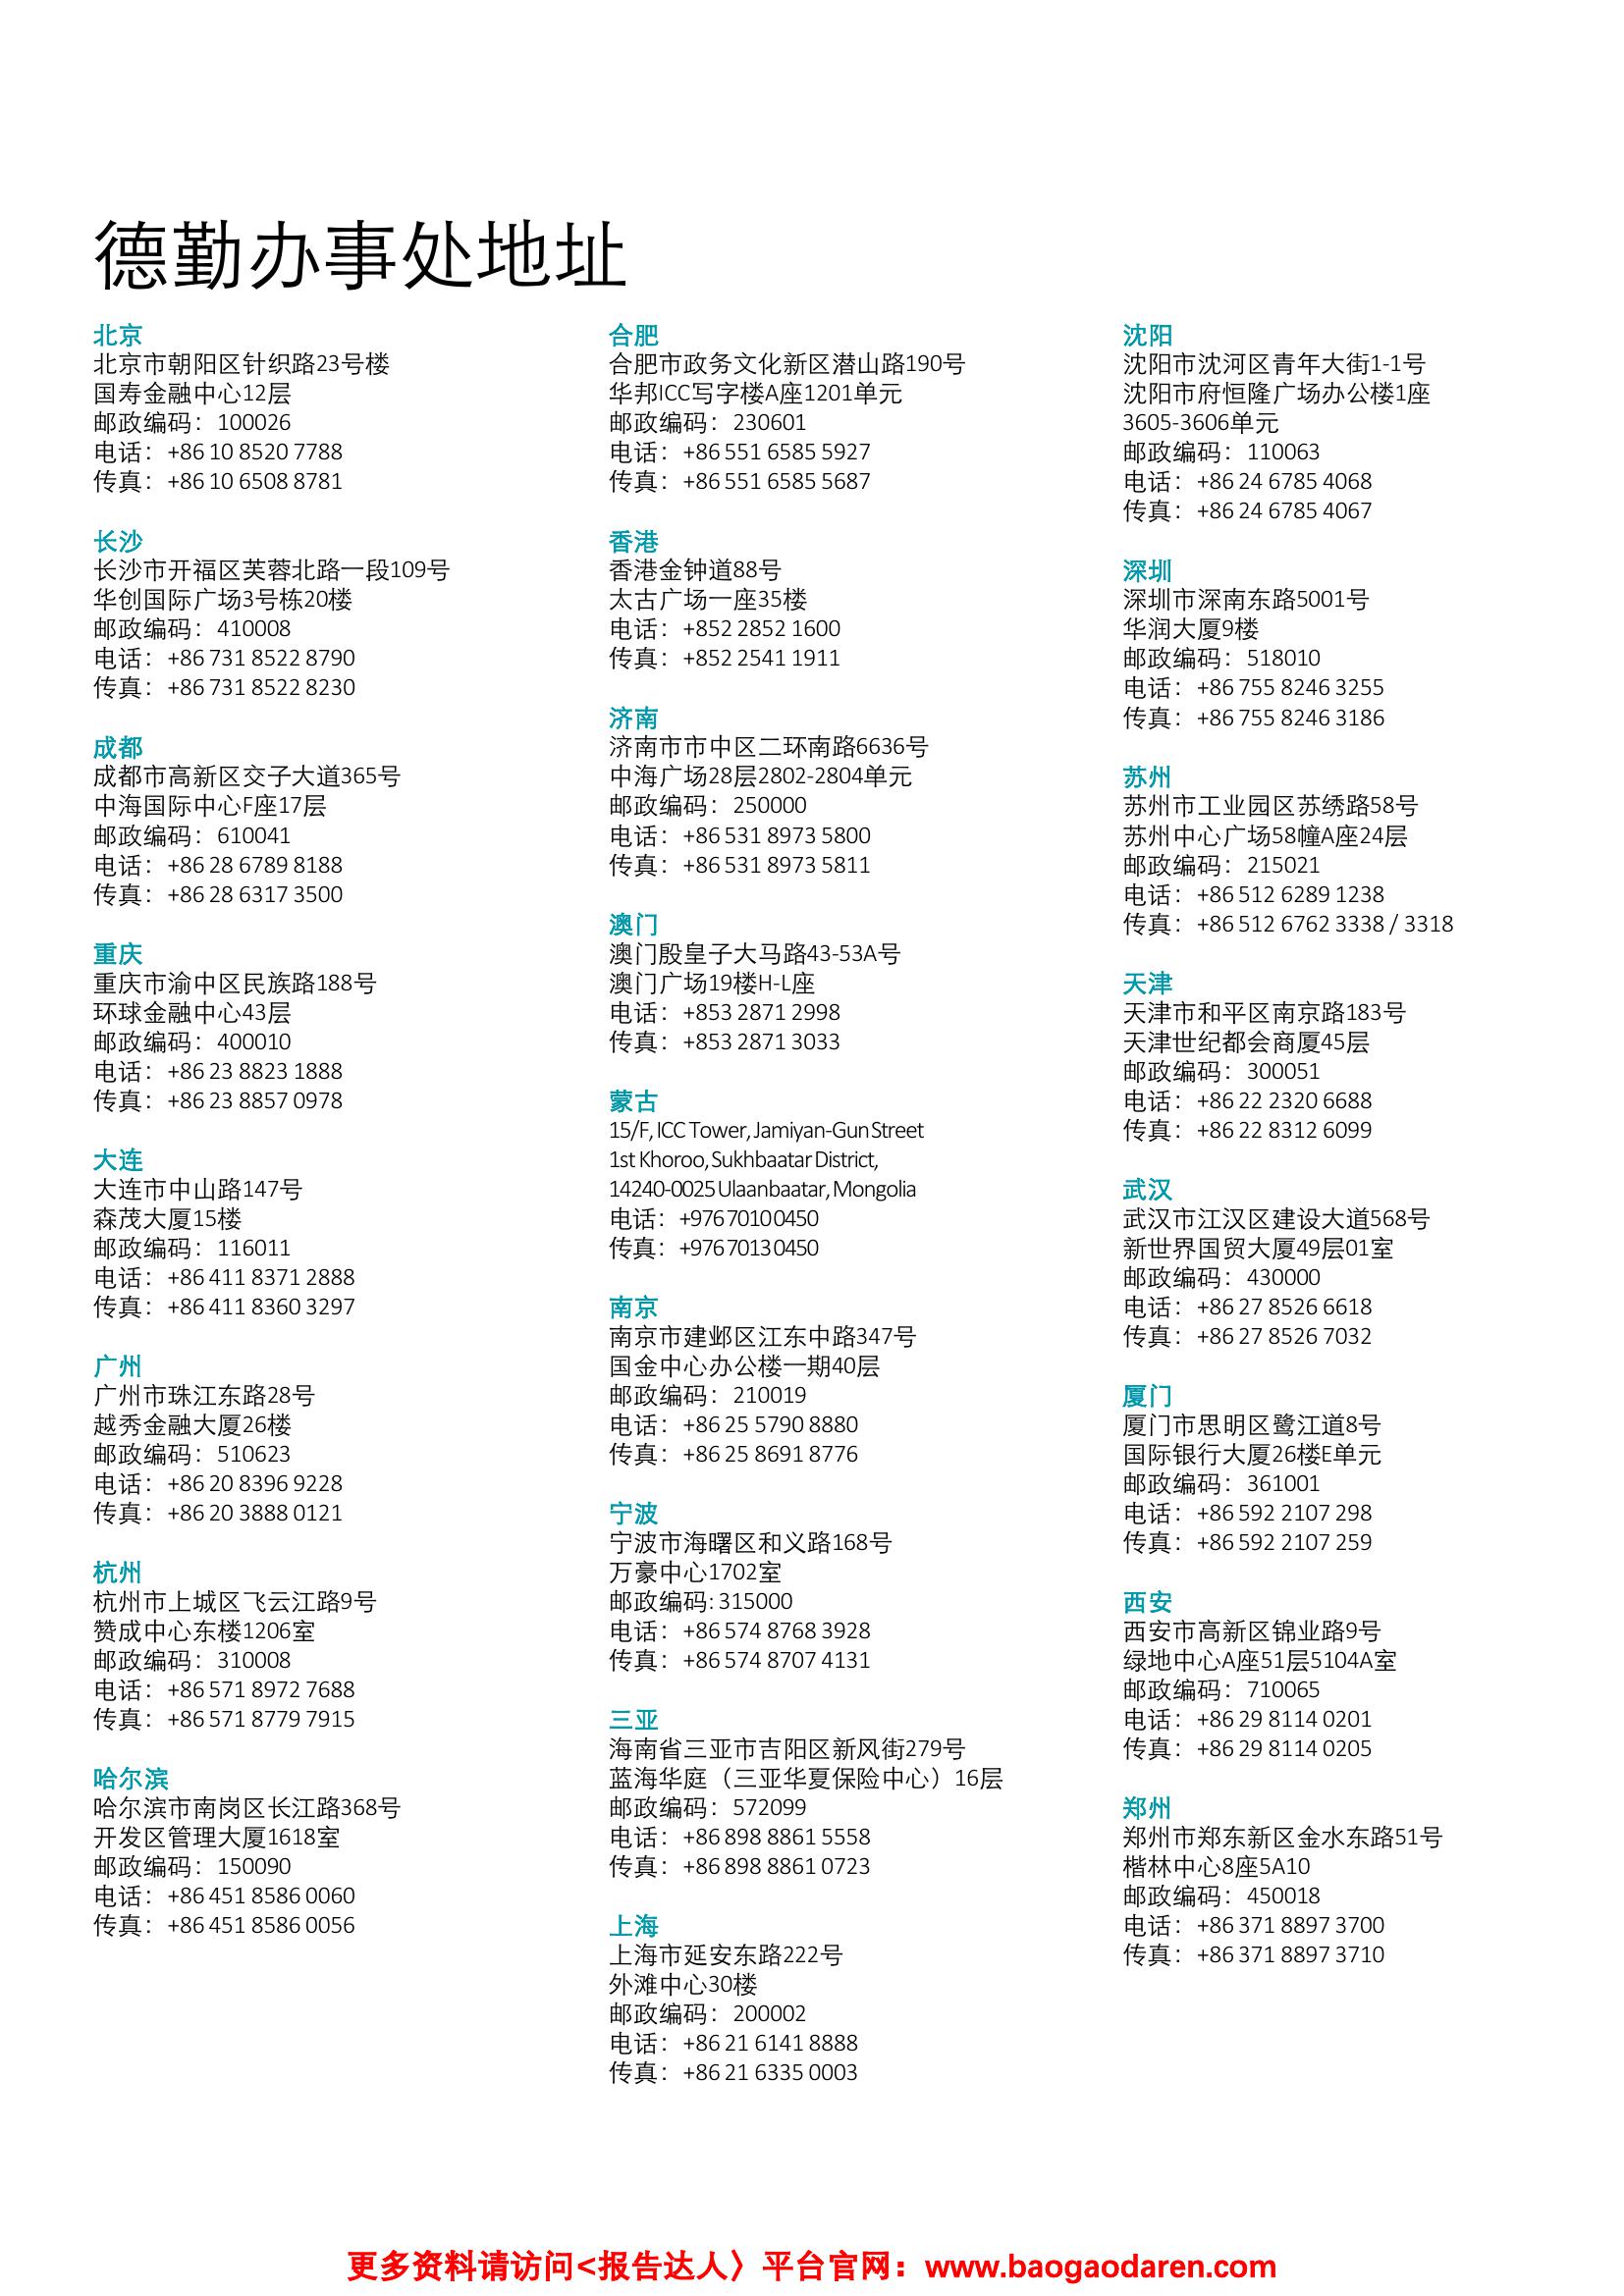 德勤办事处地址
北京
北京市朝阳区针织路23号楼
国寿金融中心12层
邮政编码：100026
电话：+86 10 8520 7788
传真：+86 10 6508 8781
长沙
长沙市开福区芙蓉北路一段109号
华创国际广场3号栋20楼
邮政编码：410008
电话：+86 731 8522 8790
传真：+86 731 8522 8230
成都
成都市高新区交子大道365号
中海国际中心F座17层
邮政编码：610041
电话：+86 28 6789 8188
传真：+86 28 6317 3500
重庆
重庆市渝中区民族路188号
环球金融中心43层
邮政编码：400010
电话：+86 23 8823 1888
传真：+86 23 8857 0978
大连
大连市中山路147号
森茂大厦15楼
邮政编码：116011
电话：+86 411 8371 2888
传真：+86 411 8360 3297
广州
广州市珠江东路28号
越秀金融大厦26楼
邮政编码：510623
电话：+86 20 8396 9228
传真：+86 20 3888 0121
杭州
杭州市上城区飞云江路9号
赞成中心东楼1206室
邮政编码：310008
电话：+86 571 8972 7688
传真：+86 571 8779 7915
哈尔滨
哈尔滨市南岗区长江路368号
开发区管理大厦1618室
邮政编码：150090
电话：+86 451 8586 0060
传真：+86 451 8586 0056
合肥
合肥市政务文化新区潜山路190号
华邦ICC写字楼A座1201单元
邮政编码：230601
电话：+86 551 6585 5927
传真：+86 551 6585 5687
香港
香港金钟道88号
太古广场一座35楼
电话：+852 2852 1600
传真：+852 2541 1911
济南
济南市市中区二环南路6636号
中海广场28层2802-2804单元
邮政编码：250000
电话：+86 531 8973 5800
传真：+86 531 8973 5811
澳门
澳门殷皇子大马路43-53A号
澳门广场19楼H-L座
电话：+853 2871 2998
传真：+853 2871 3033
蒙古
15/F, ICC Tower, Jamiyan-Gun Street
1st Khoroo, Sukhbaatar District,
14240-0025 Ulaanbaatar, Mongolia
电话：+976 7010 0450
传真：+976 7013 0450
南京
南京市建邺区江东中路347号
国金中心办公楼一期40层
邮政编码：210019
电话：+86 25 5790 8880
传真：+86 25 8691 8776
宁波
宁波市海曙区和义路168号
万豪中心1702室
邮政编码: 315000
电话：+86 574 8768 3928
传真：+86 574 8707 4131
三亚
海南省三亚市吉阳区新风街279号
蓝海华庭（三亚华夏保险中心）16层
邮政编码：572099
电话：+86 898 8861 5558
传真：+86 898 8861 0723
上海
上海市延安东路222号
外滩中心30楼
邮政编码：200002
电话：+86 21 6141 8888
传真：+86 21 6335 0003
沈阳
沈阳市沈河区青年大街1-1号
沈阳市府恒隆广场办公楼1座
3605-3606单元
邮政编码：110063
电话：+86 24 6785 4068
传真：+86 24 6785 4067
深圳
深圳市深南东路5001号
华润大厦9楼
邮政编码：518010
电话：+86 755 8246 3255
传真：+86 755 8246 3186
苏州
苏州市工业园区苏绣路58号
苏州中心广场58幢A座24层
邮政编码：215021
电话：+86 512 6289 1238
传真：+86 512 6762 3338 / 3318
天津
天津市和平区南京路183号
天津世纪都会商厦45层
邮政编码：300051
电话：+86 22 2320 6688
传真：+86 22 8312 6099
武汉
武汉市江汉区建设大道568号
新世界国贸大厦49层01室
邮政编码：430000
电话：+86 27 8526 6618
传真：+86 27 8526 7032
厦门
厦门市思明区鹭江道8号
国际银行大厦26楼E单元
邮政编码：361001
电话：+86 592 2107 298
传真：+86 592 2107 259
西安
西安市高新区锦业路9号
绿地中心A座51层5104A室
邮政编码：710065
电话：+86 29 8114 0201
传真：+86 29 8114 0205
郑州
郑州市郑东新区金水东路51号
楷林中心8座5A10
邮政编码：450018
电话：+86 371 8897 3700
传真：+86 371 8897 3710
更多资料请访问<报告达人〉平台官网：www.baogaodaren.com